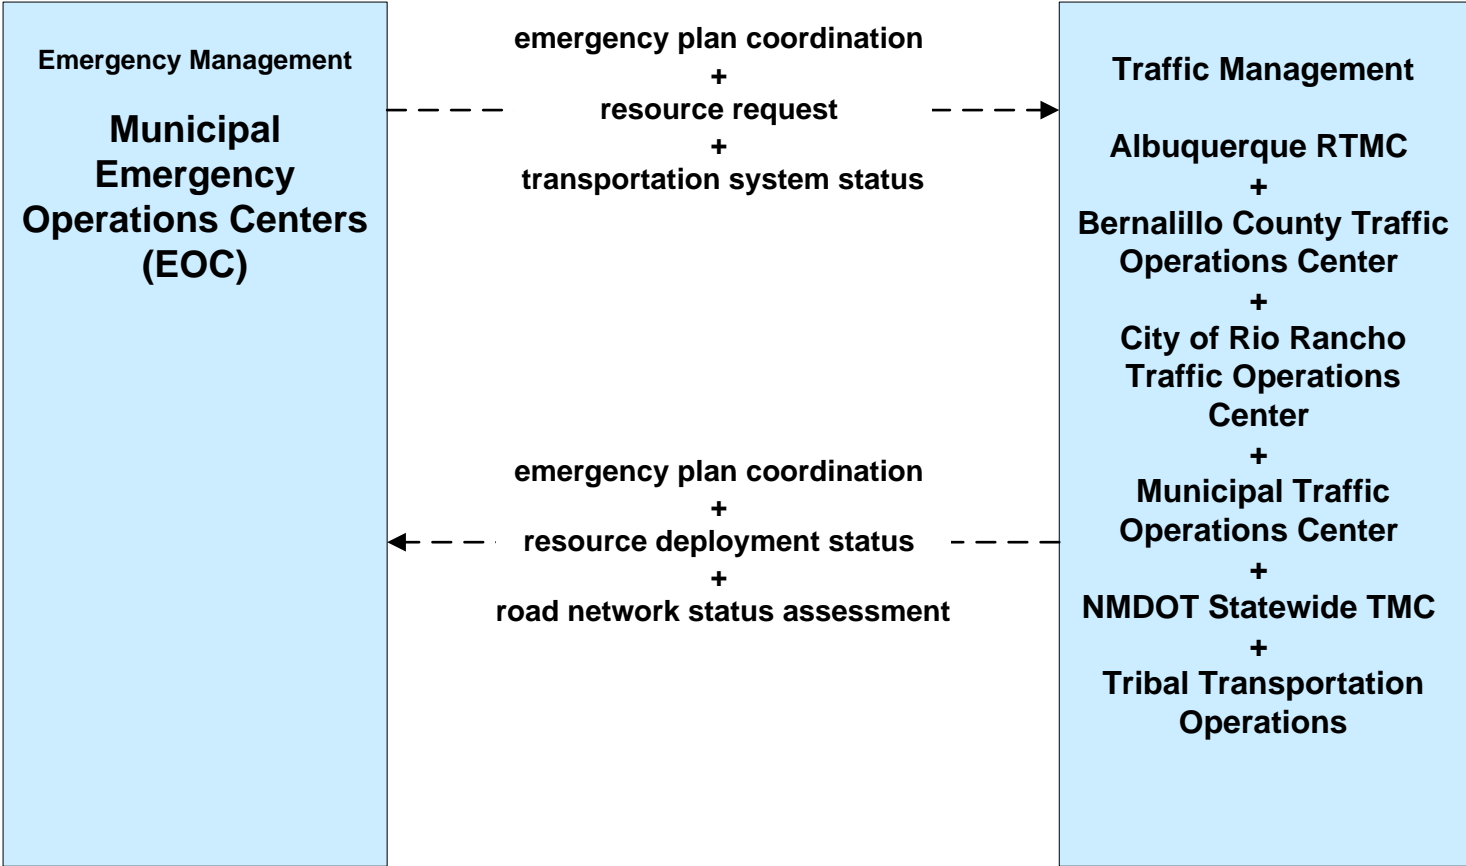 Emergency Management
Municipal
Emergency
Operations Centers
(EOC)
emergency plan coordination
+
resource request
+
transportation system status
emergency plan coordination
+
resource deployment status
+
road network status assessment
Traffic Management
Albuquerque RTMC
+
Bernalillo County Traffic
Operations Center
+
City of Rio Rancho
Traffic Operations
Center
+
Municipal Traffic
Operations Center
+
NMDOT Statewide TMC
+
Tribal Transportation
Operations